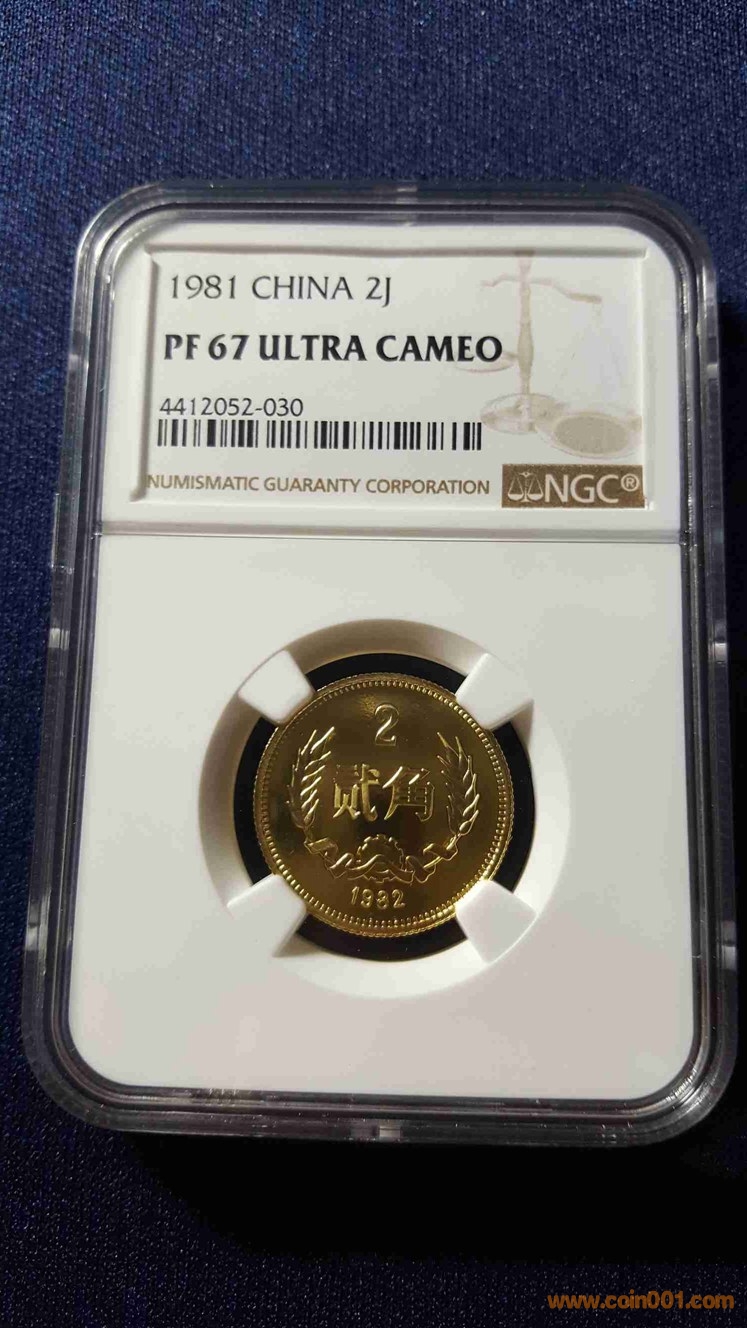 1981 CHINA 2J
PF 67 ULTRA CAMEO
4412052-030
NUMISMATIC GUARANTY CORPORATION
NGC®
2
贰角
1982
www.coin001.com